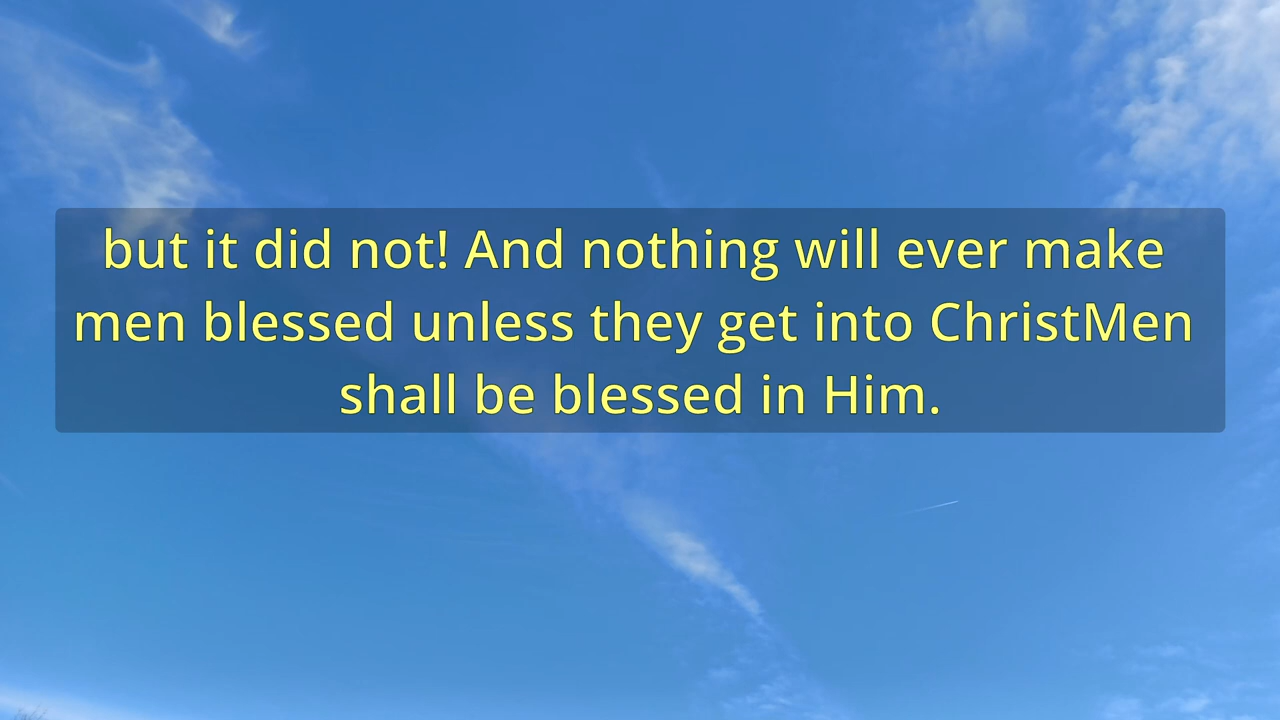 but it did not! And nothing will ever make
men blessed unless they get into ChristMen
shall be blessed in Him.